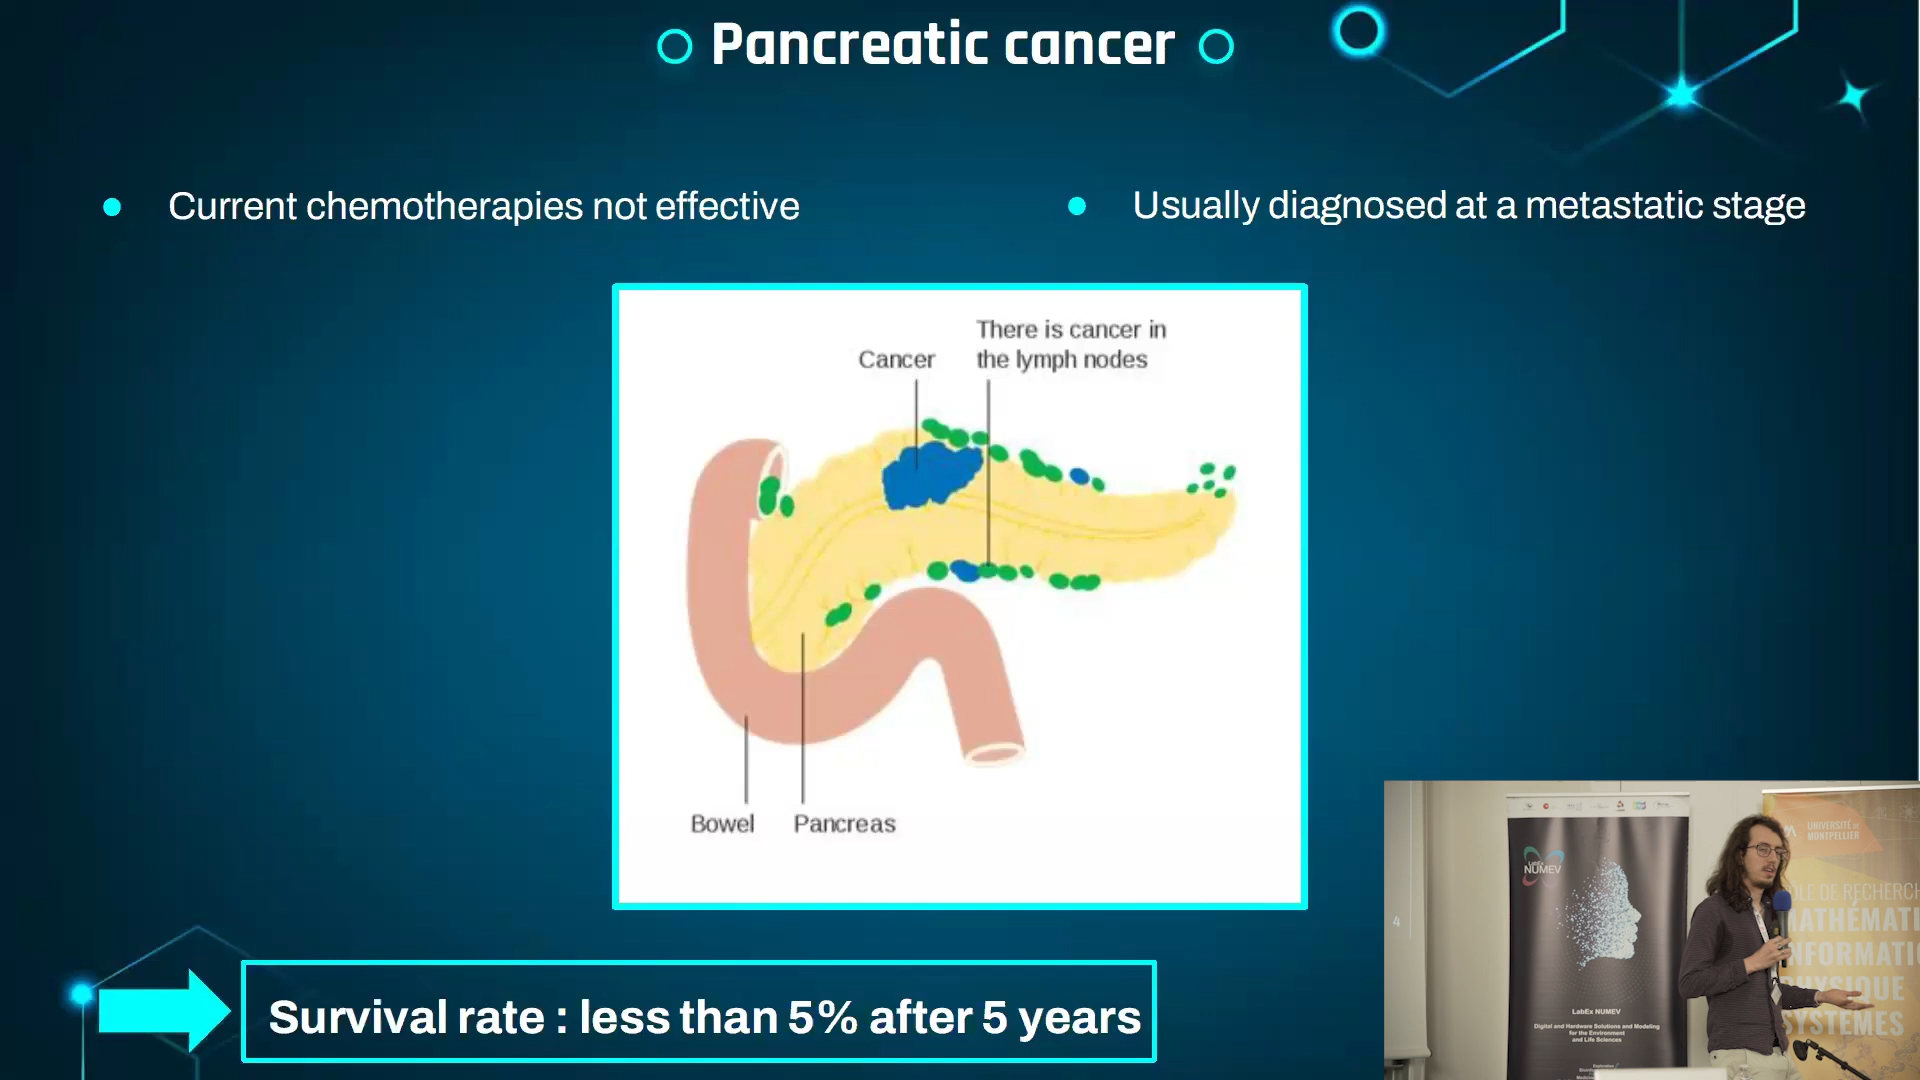 Pancreatic cancer
Current chemotherapies not effective
Usually diagnosed at a metastatic stage
There is cancer in
the lymph nodes
Cancer
Bowel
Pancreas
Survival rate : less than 5% after 5 years
4
NUMEV
LabEx NUMEV
Digital and Hardware Solutions and Modeling
for the Environment
and Life Sciences
UNIVERSITÉ DE
MONTPELLIER